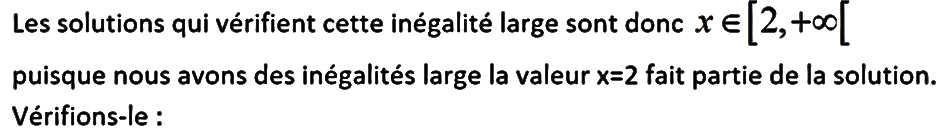 Les solutions qui vérifient cette inégalité large sont donc x ∈ [2,+∞[
puisque nous avons des inégalités large la valeur x=2 fait partie de la solution.
Vérifions-le :